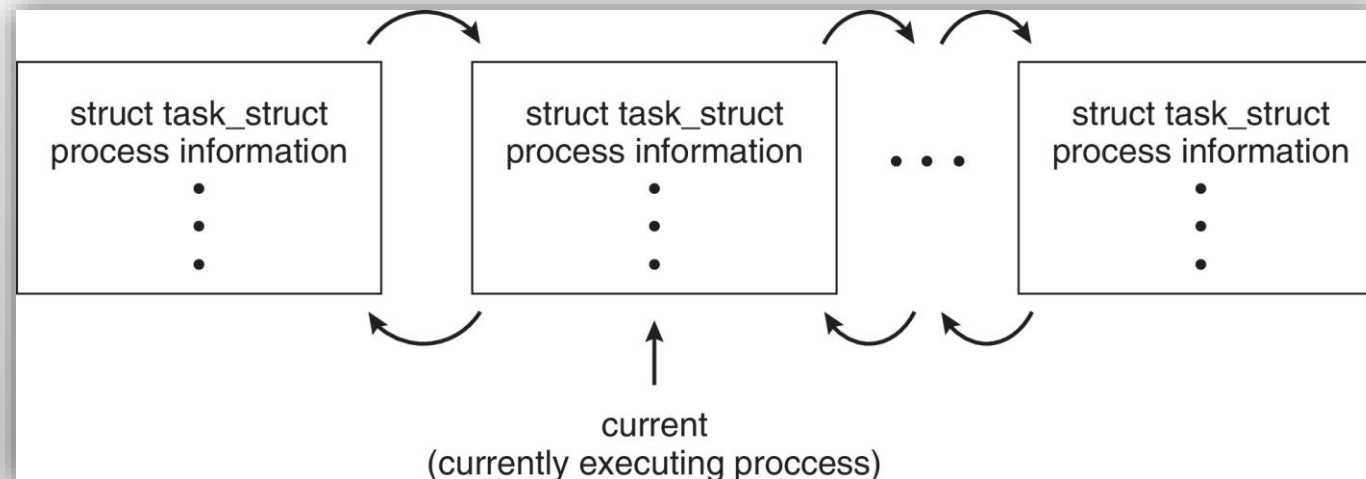 struct task_struct
process information
struct task_struct
process information
• • •
struct task_struct
process information
current
(currently executing proccess)